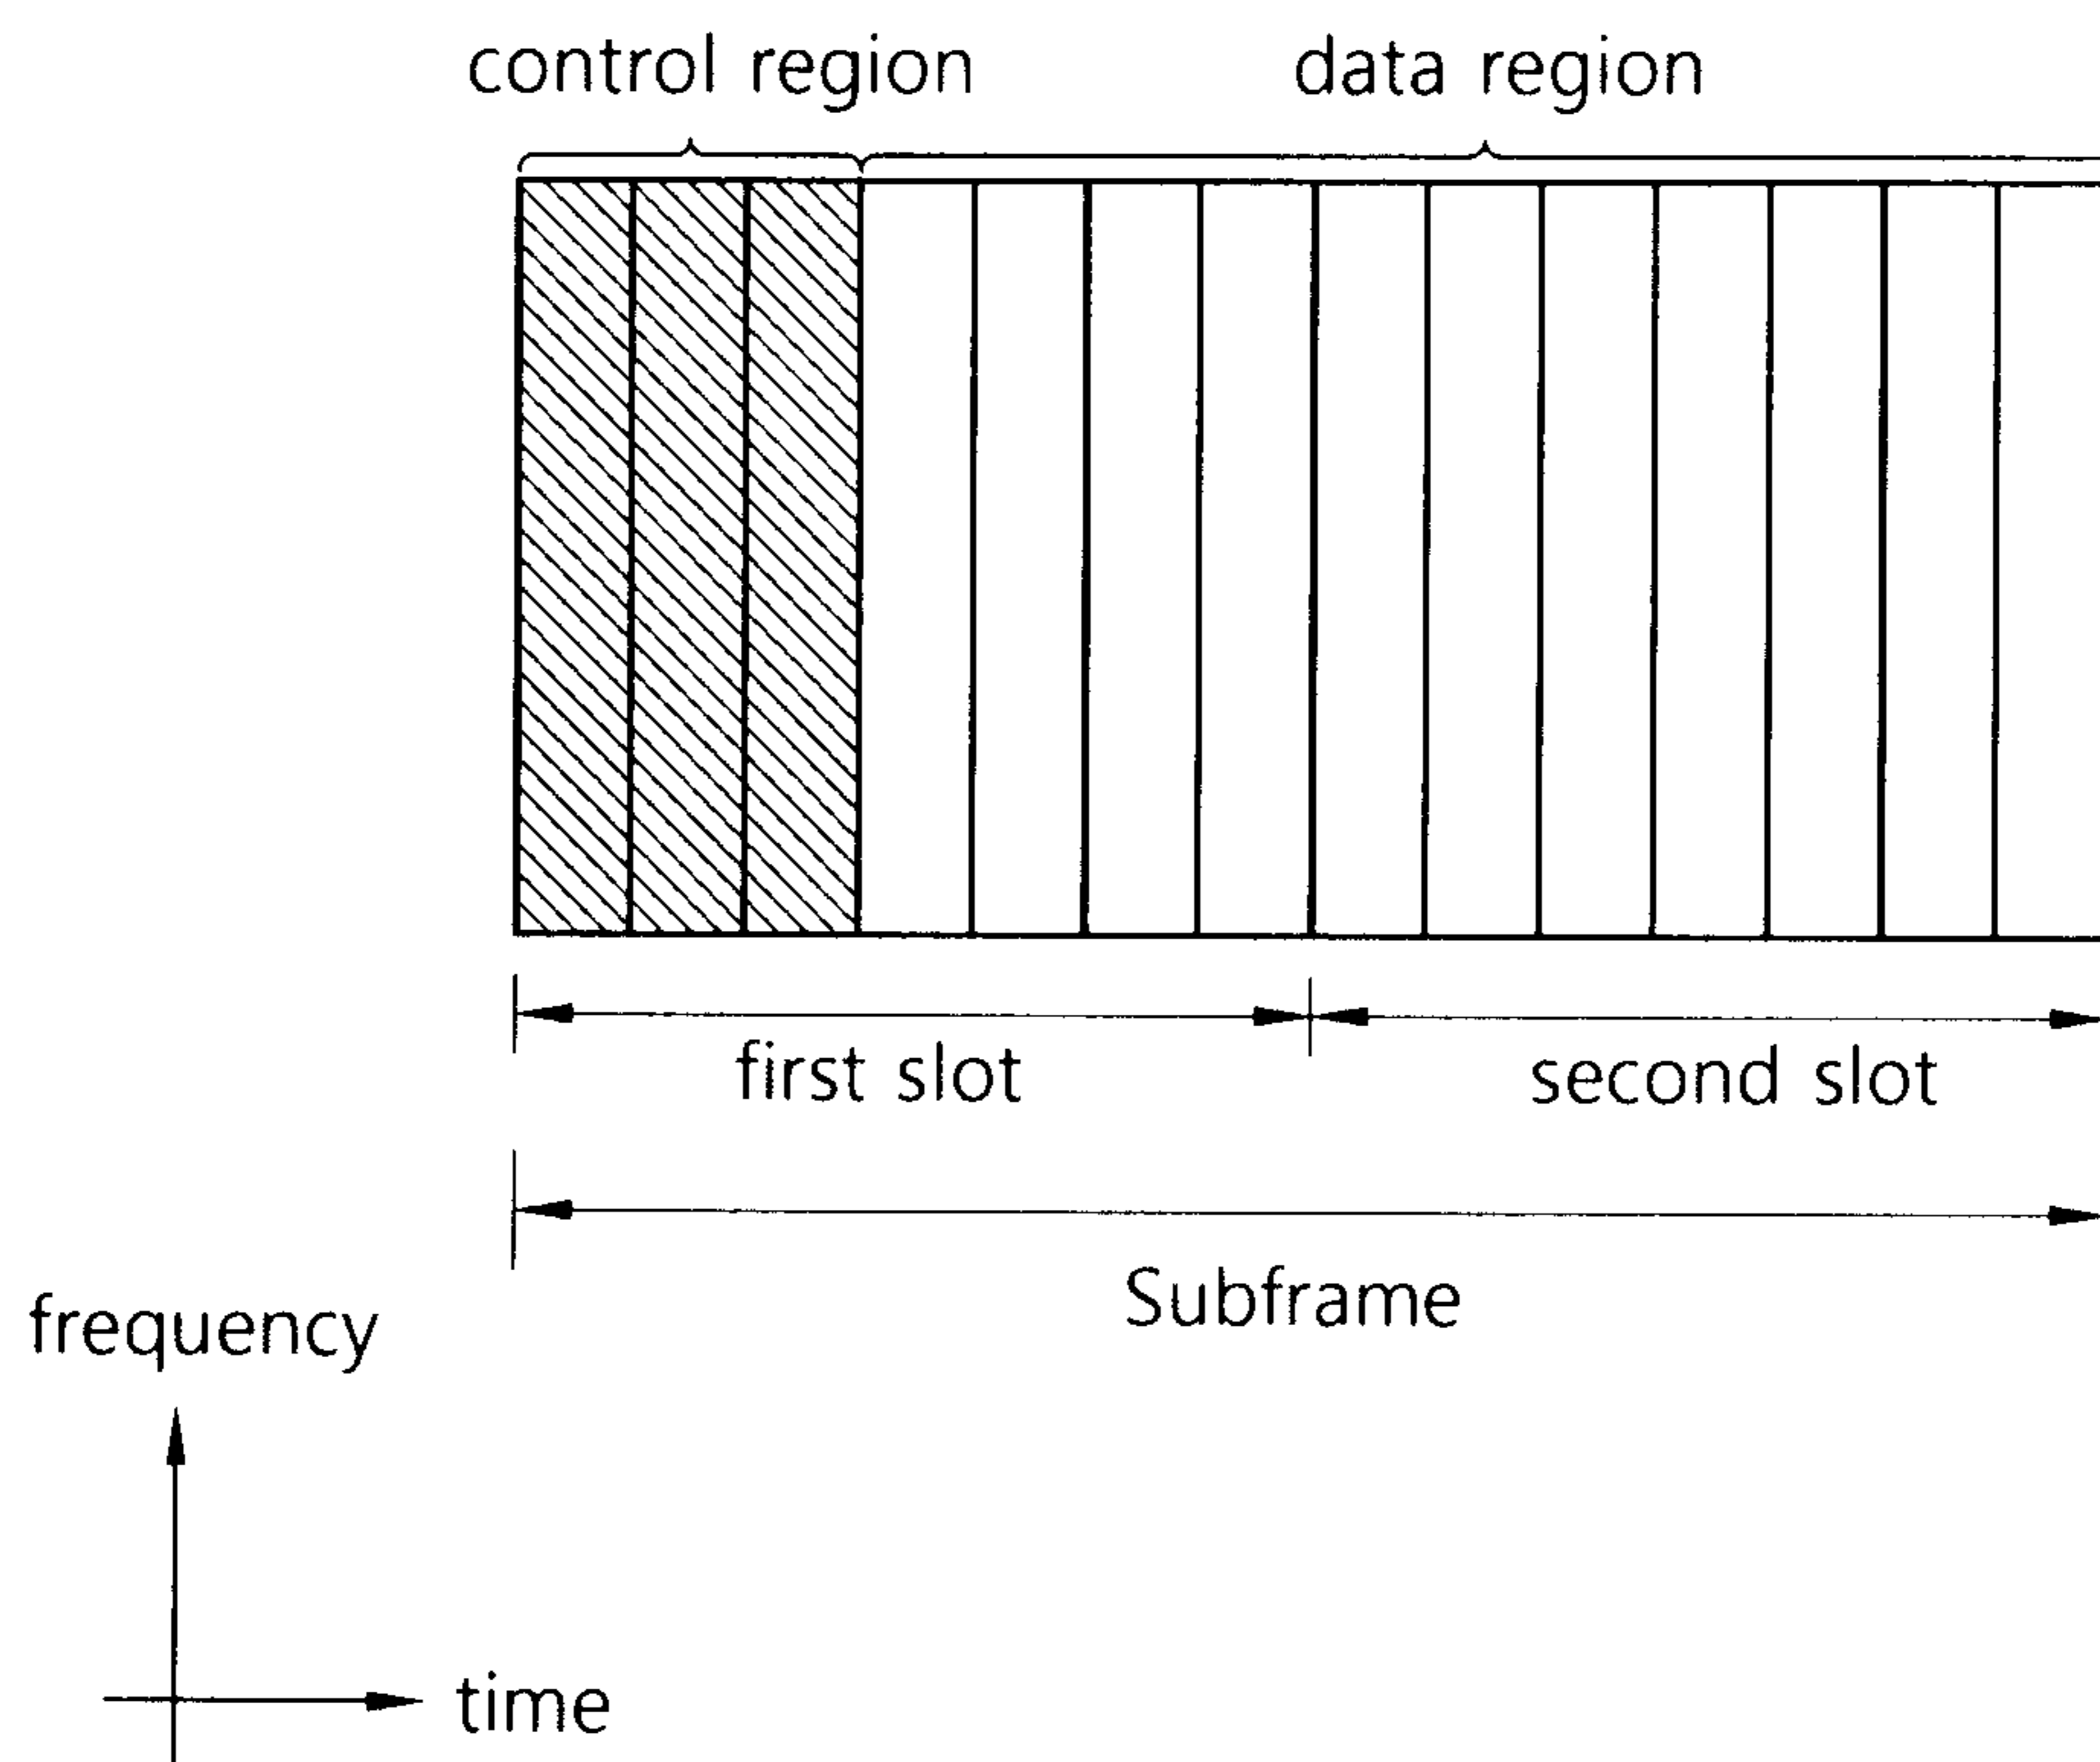 control region
data region
first slot
second slot
Subframe
frequency
time